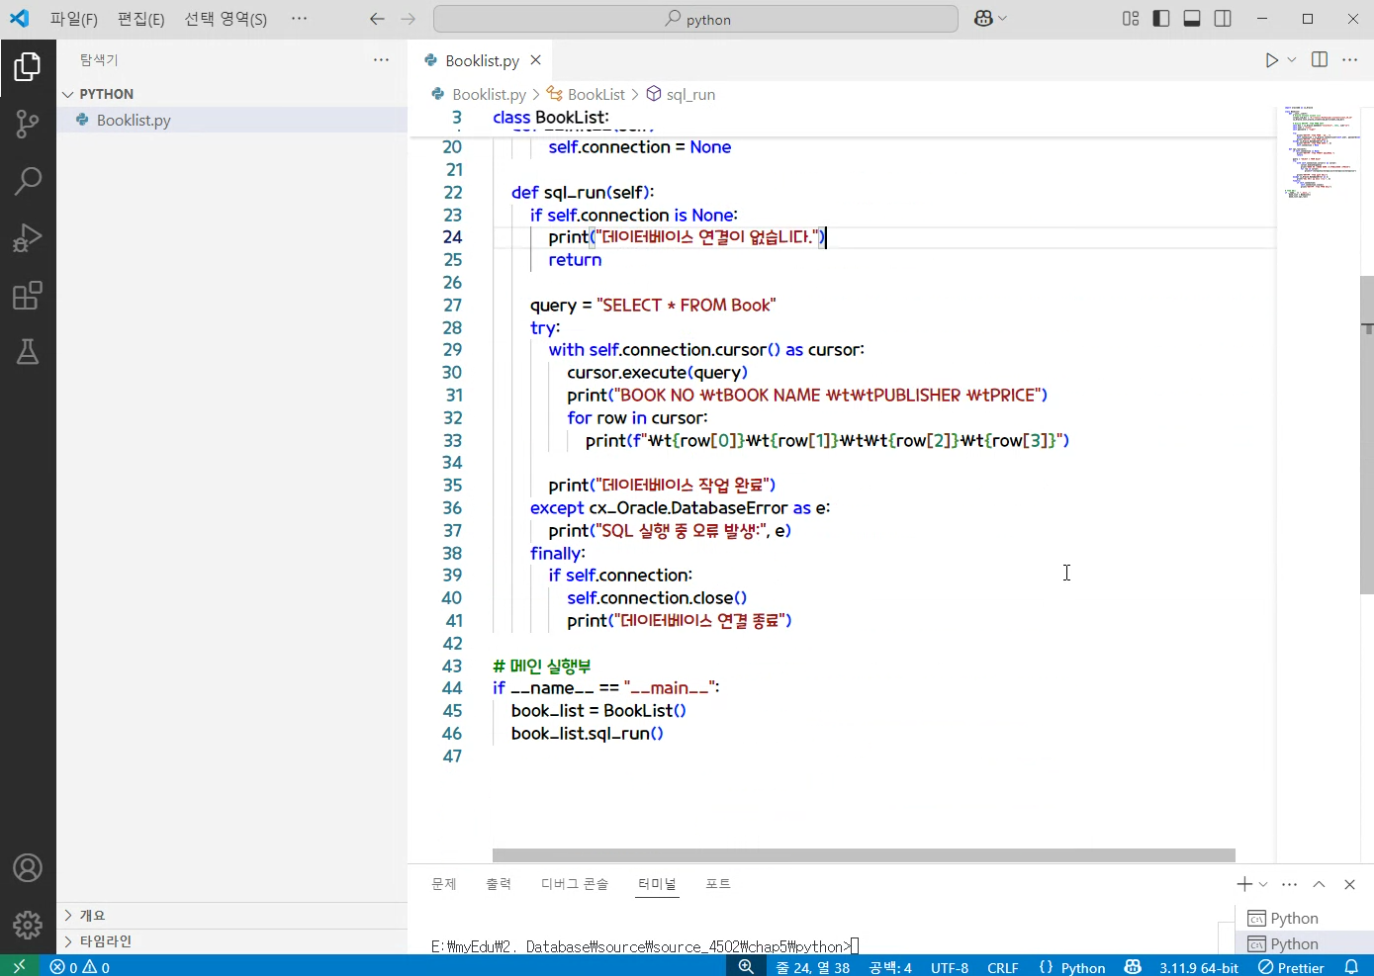 파일(F) 편집(E) 선택 영역(S) ··· python
탐색기 ···
Booklist.py
PYTHON
Booklist.py
Booklist.py > BookList > sql_run
3 class BookList:
20 self.connection = None
21
22 def sql_run(self):
23 if self.connection is None:
24 print("데이터베이스 연결이 없습니다.")
25 return
26
27 query = "SELECT * FROM Book"
28 try:
29 with self.connection.cursor() as cursor:
30 cursor.execute(query)
31 print("BOOK NO ₩tBOOK NAME ₩t₩tPUBLISHER ₩tPRICE")
32 for row in cursor:
33 print(f"₩t{row[0]}₩t{row[1]}₩t₩t{row[2]}₩t{row[3]}")
34
35 print("데이터베이스 작업 완료")
36 except cx_Oracle.DatabaseError as e:
37 print("SQL 실행 중 오류 발생:", e)
38 finally:
39 if self.connection:
40 self.connection.close()
41 print("데이터베이스 연결 종료")
42
43 # 메인 실행부
44 if __name__ == "__main__":
45 book_list = BookList()
46 book_list.sql_run()
47
문제 출력 디버그 콘솔 터미널 포트
개요
타임라인
E:₩myEdu₩2. Database₩source₩source_4502₩chap5₩python>
Python
Python
0 0 줄 24, 열 38 공백: 4 UTF-8 CRLF {} Python 3.11.9 64-bit Prettier